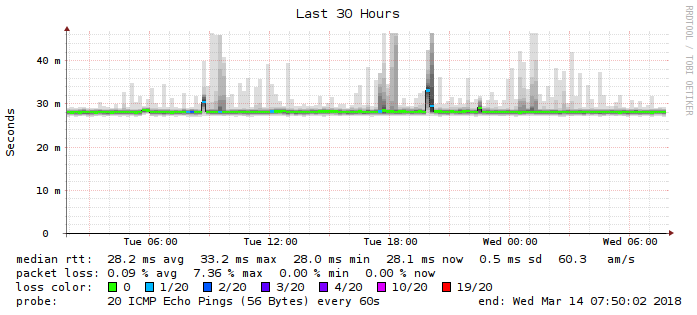 Last 30 Hours
RRDTOOL / TOBI OETIKER
Seconds
40 m
30 m
20 m
10 m
0
Tue 06:00 Tue 12:00 Tue 18:00 Wed 00:00 Wed 06:00
median rtt: 28.2 ms avg 33.2 ms max 28.0 ms min 28.1 ms now 0.5 ms sd 60.3 am/s
packet loss: 0.09 % avg 7.36 % max 0.00 % min 0.00 % now
loss color: 0 1/20 2/20 3/20 4/20 10/20 19/20
probe: 20 ICMP Echo Pings (56 Bytes) every 60s end: Wed Mar 14 07:50:02 2018